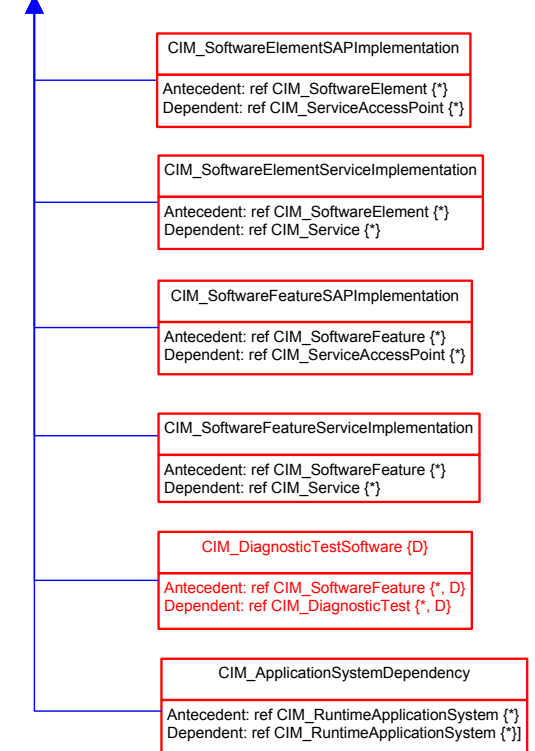 CIM_SoftwareElementSAPImplementation
Antecedent: ref CIM_SoftwareElement {*}
Dependent: ref CIM_ServiceAccessPoint {*}
CIM_SoftwareElementServiceImplementation
Antecedent: ref CIM_SoftwareElement {*}
Dependent: ref CIM_Service {*}
CIM_SoftwareFeatureSAPImplementation
Antecedent: ref CIM_SoftwareFeature {*}
Dependent: ref CIM_ServiceAccessPoint {*}
CIM_SoftwareFeatureServiceImplementation
Antecedent: ref CIM_SoftwareFeature {*}
Dependent: ref CIM_Service {*}
CIM_DiagnosticTestSoftware {D}
Antecedent: ref CIM_SoftwareFeature {*, D}
Dependent: ref CIM_DiagnosticTest {*, D}
CIM_ApplicationSystemDependency
Antecedent: ref CIM_RuntimeApplicationSystem {*}
Dependent: ref CIM_RuntimeApplicationSystem {*}]